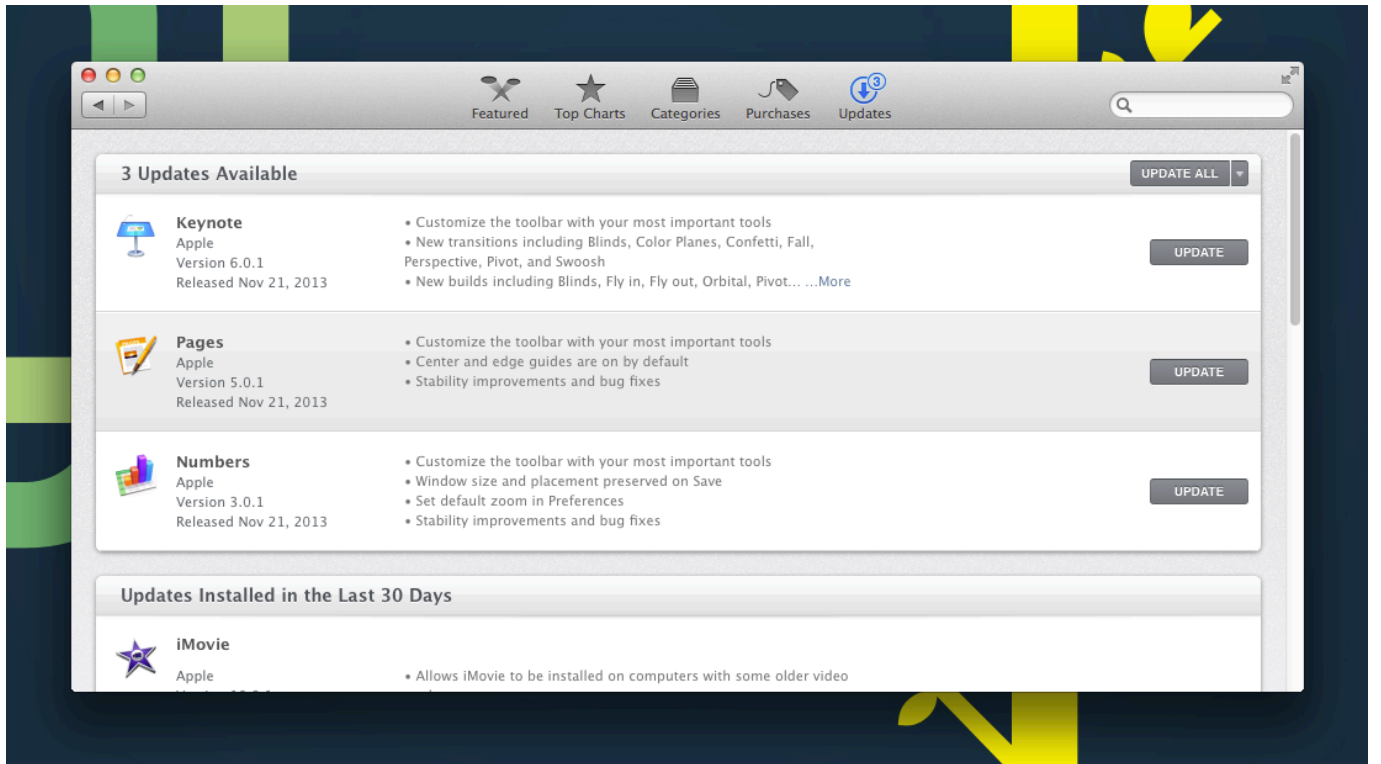 Featured Top Charts Categories Purchases Updates
3
3 Updates Available
UPDATE ALL
Keynote
Apple
Version 6.0.1
Released Nov 21, 2013
• Customize the toolbar with your most important tools
• New transitions including Blinds, Color Planes, Confetti, Fall,
Perspective, Pivot, and Swoosh
• New builds including Blinds, Fly in, Fly out, Orbital, Pivot... ...More
UPDATE
Pages
Apple
Version 5.0.1
Released Nov 21, 2013
• Customize the toolbar with your most important tools
• Center and edge guides are on by default
• Stability improvements and bug fixes
UPDATE
Numbers
Apple
Version 3.0.1
Released Nov 21, 2013
• Customize the toolbar with your most important tools
• Window size and placement preserved on Save
• Set default zoom in Preferences
• Stability improvements and bug fixes
UPDATE
Updates Installed in the Last 30 Days
iMovie
Apple
• Allows iMovie to be installed on computers with some older video